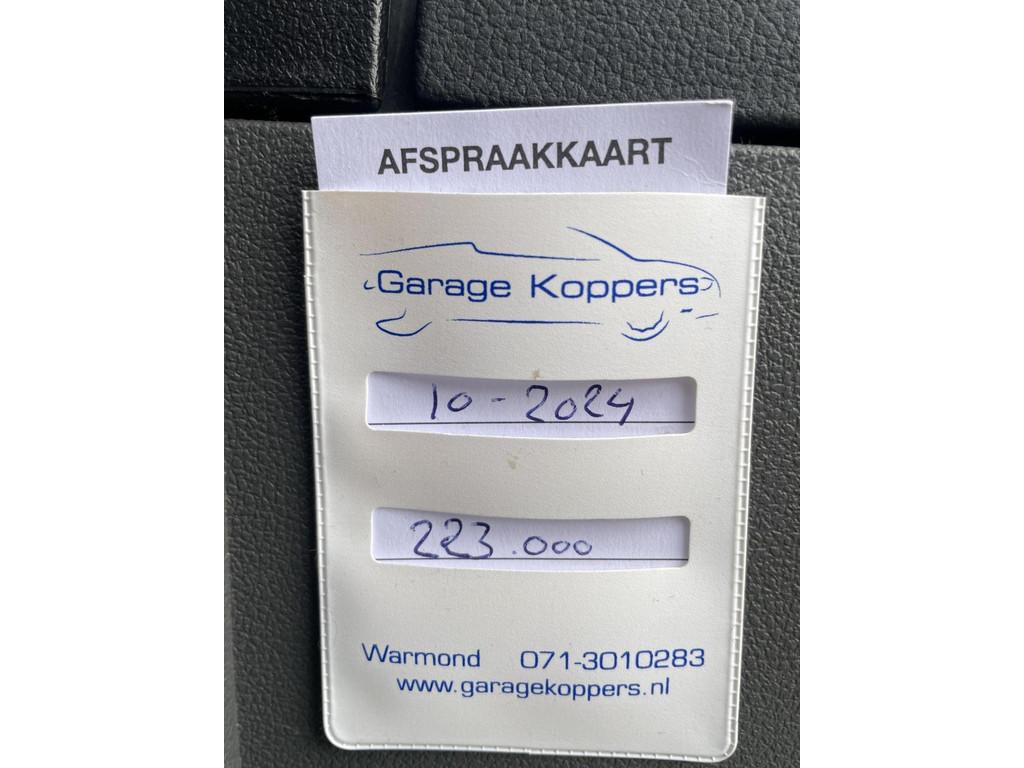 AFSPRAAKKAART
Garage Koppers
10-2024
223.000
Warmond 071-3010283
www.garagekoppers.nl